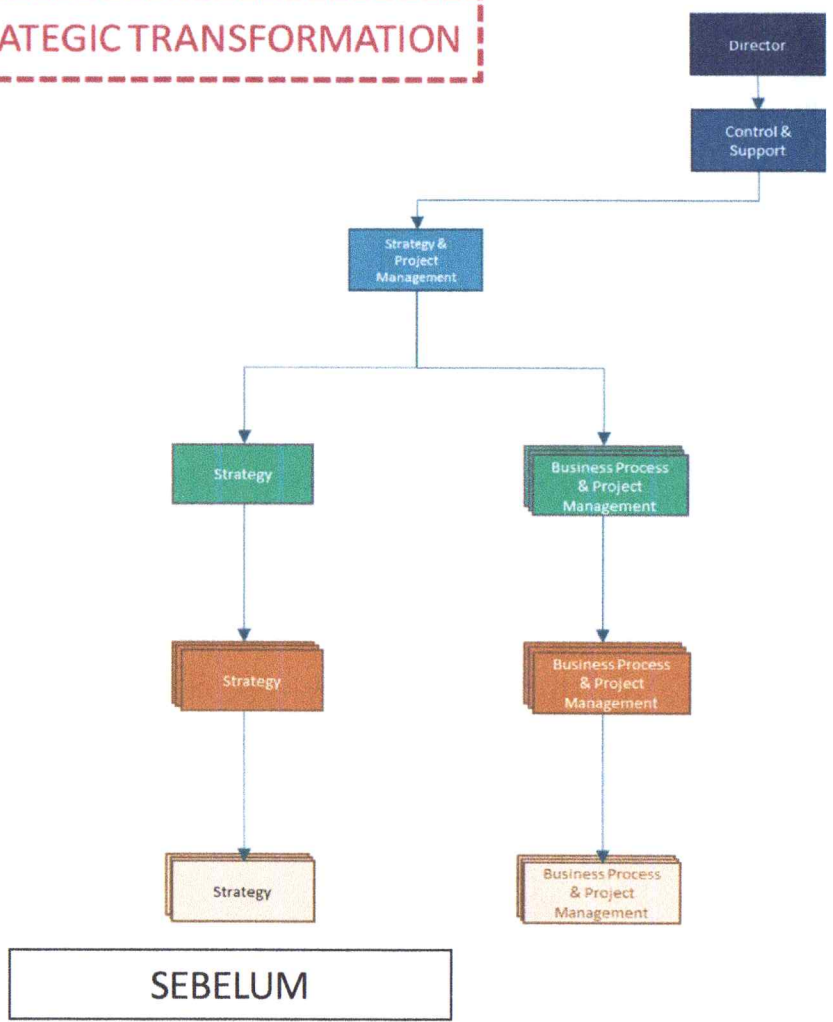 ATEGIC TRANSFORMATION
Director
Control &
Support
Strategy &
Project
Management
Strategy
Business Process
& Project
Management
Strategy
Business Process
& Project
Management
Strategy
Business Process
& Project
Management
SEBELUM